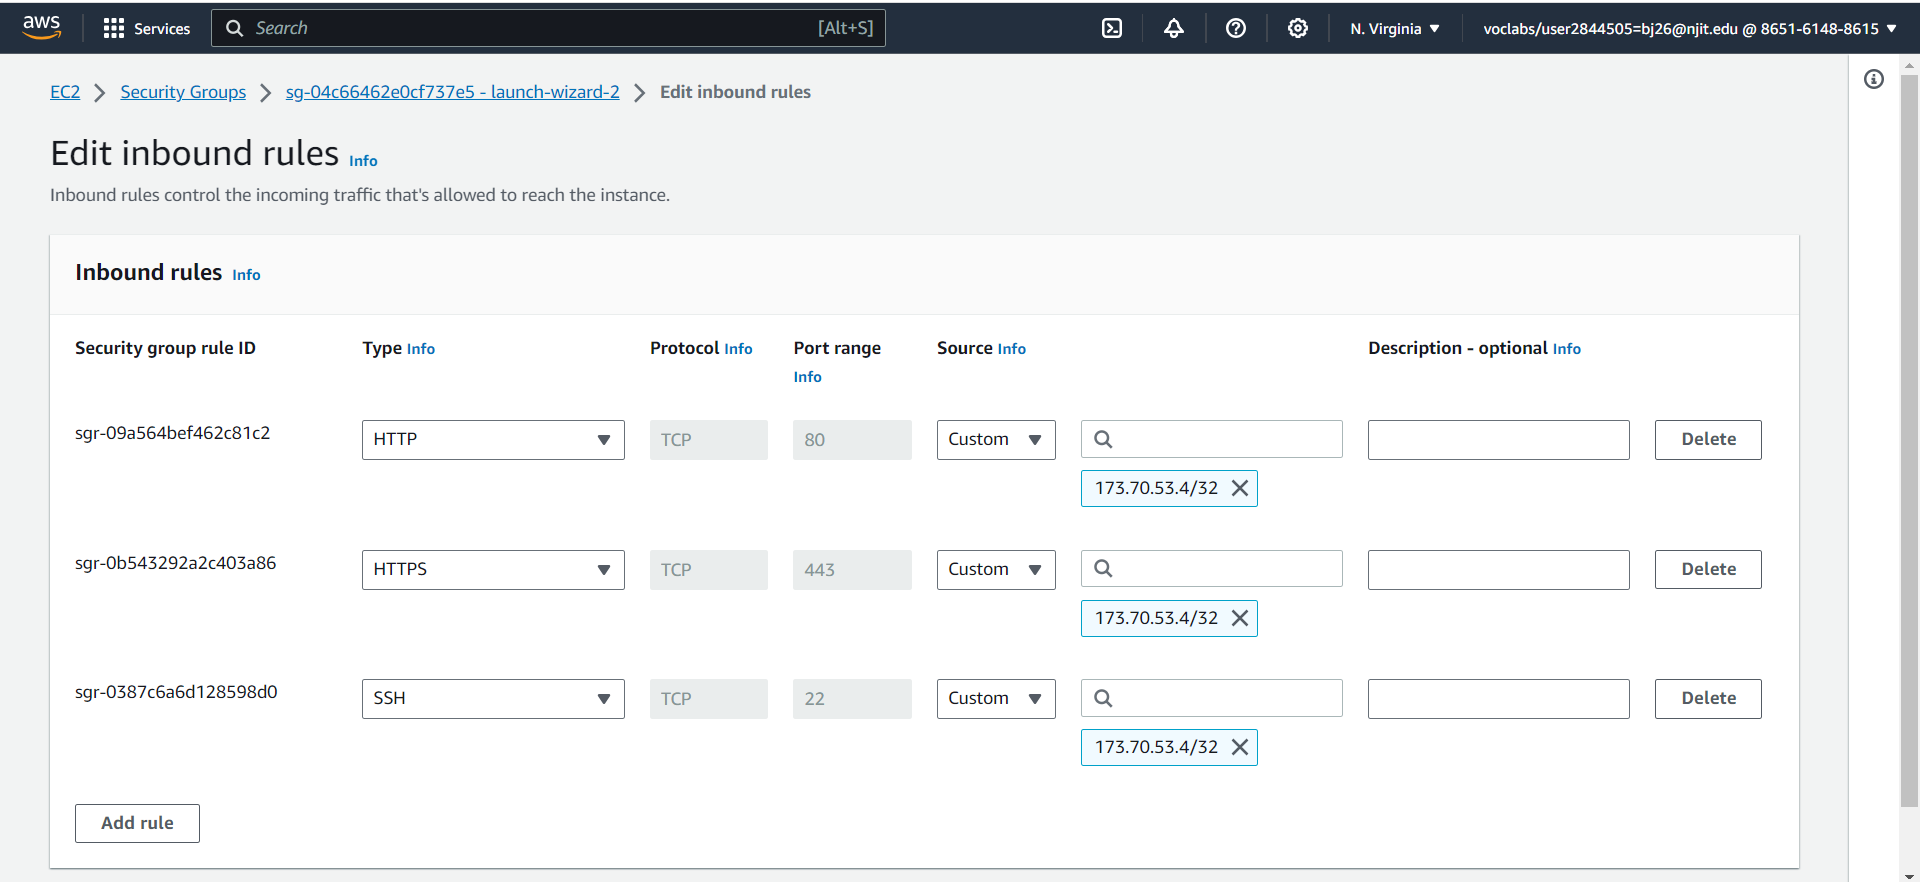 aws Services Search [Alt+S] N. Virginia voclabs/user2844505=bj26@njit.edu @ 8651-6148-8615
EC2 Security Groups sg-04c66462e0cf737e5 - launch-wizard-2 Edit inbound rules
Edit inbound rules Info
Inbound rules control the incoming traffic that's allowed to reach the instance.
Inbound rules Info
Security group rule ID Type Info Protocol Info Port range Source Info Description - optional Info
Info
sgr-09a564bef462c81c2 HTTP TCP 80 Custom Delete
173.70.53.4/32
sgr-0b543292a2c403a86 HTTPS TCP 443 Custom Delete
173.70.53.4/32
sgr-0387c6a6d128598d0 SSH TCP 22 Custom Delete
173.70.53.4/32
Add rule